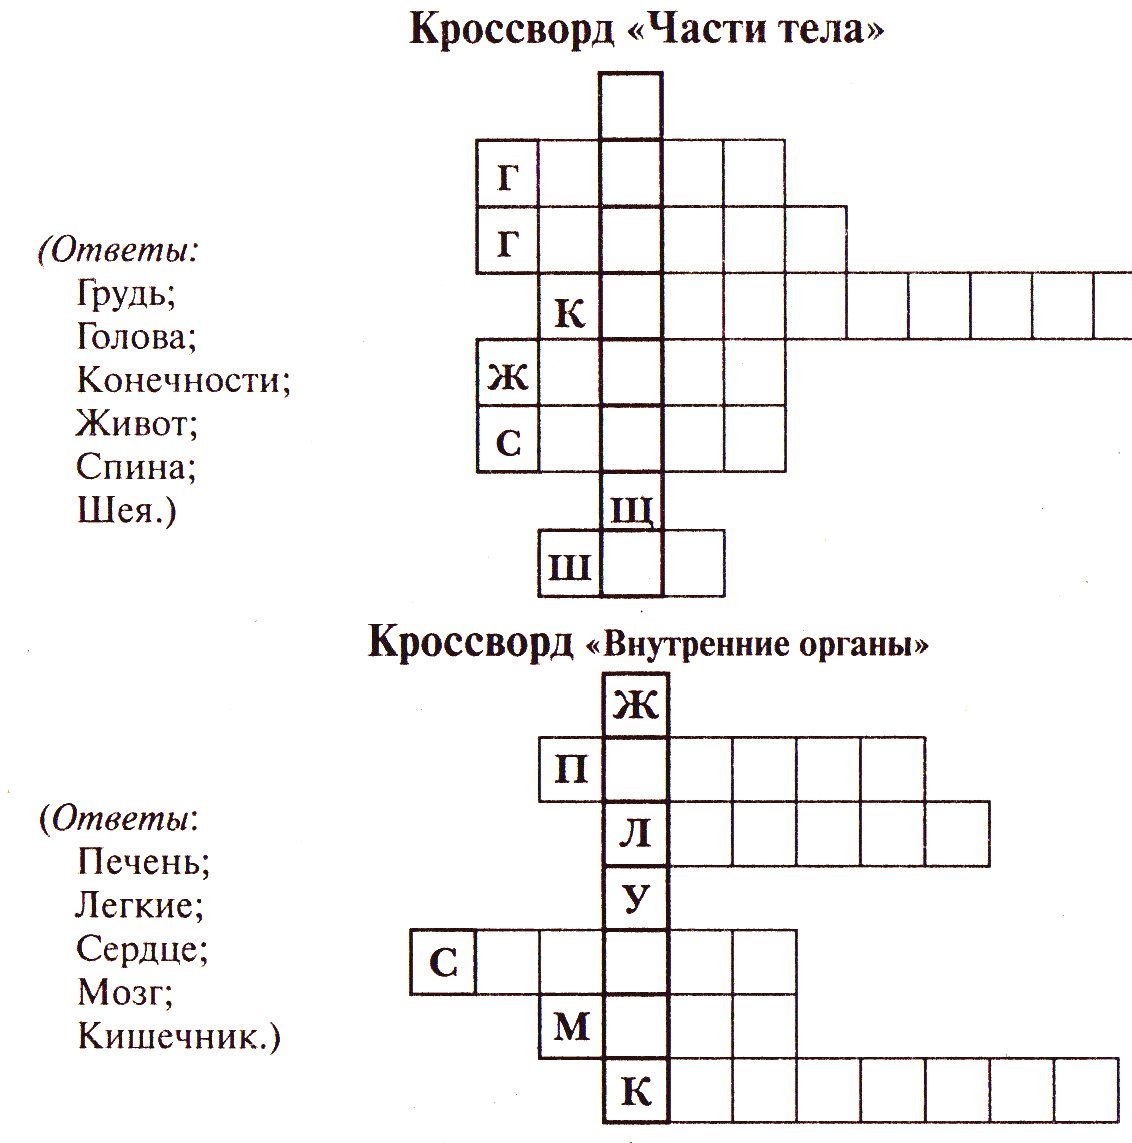 Кроссворд «Части тела»
Г
Г
К
Ж
С
Щ
Ш
(Ответы:
Грудь;
Голова;
Конечности;
Живот;
Спина;
Шея.)
Кроссворд «Внутренние органы»
Ж
П
Л
У
С
М
К
(Ответы:
Печень;
Легкие;
Сердце;
Мозг;
Кишечник.)